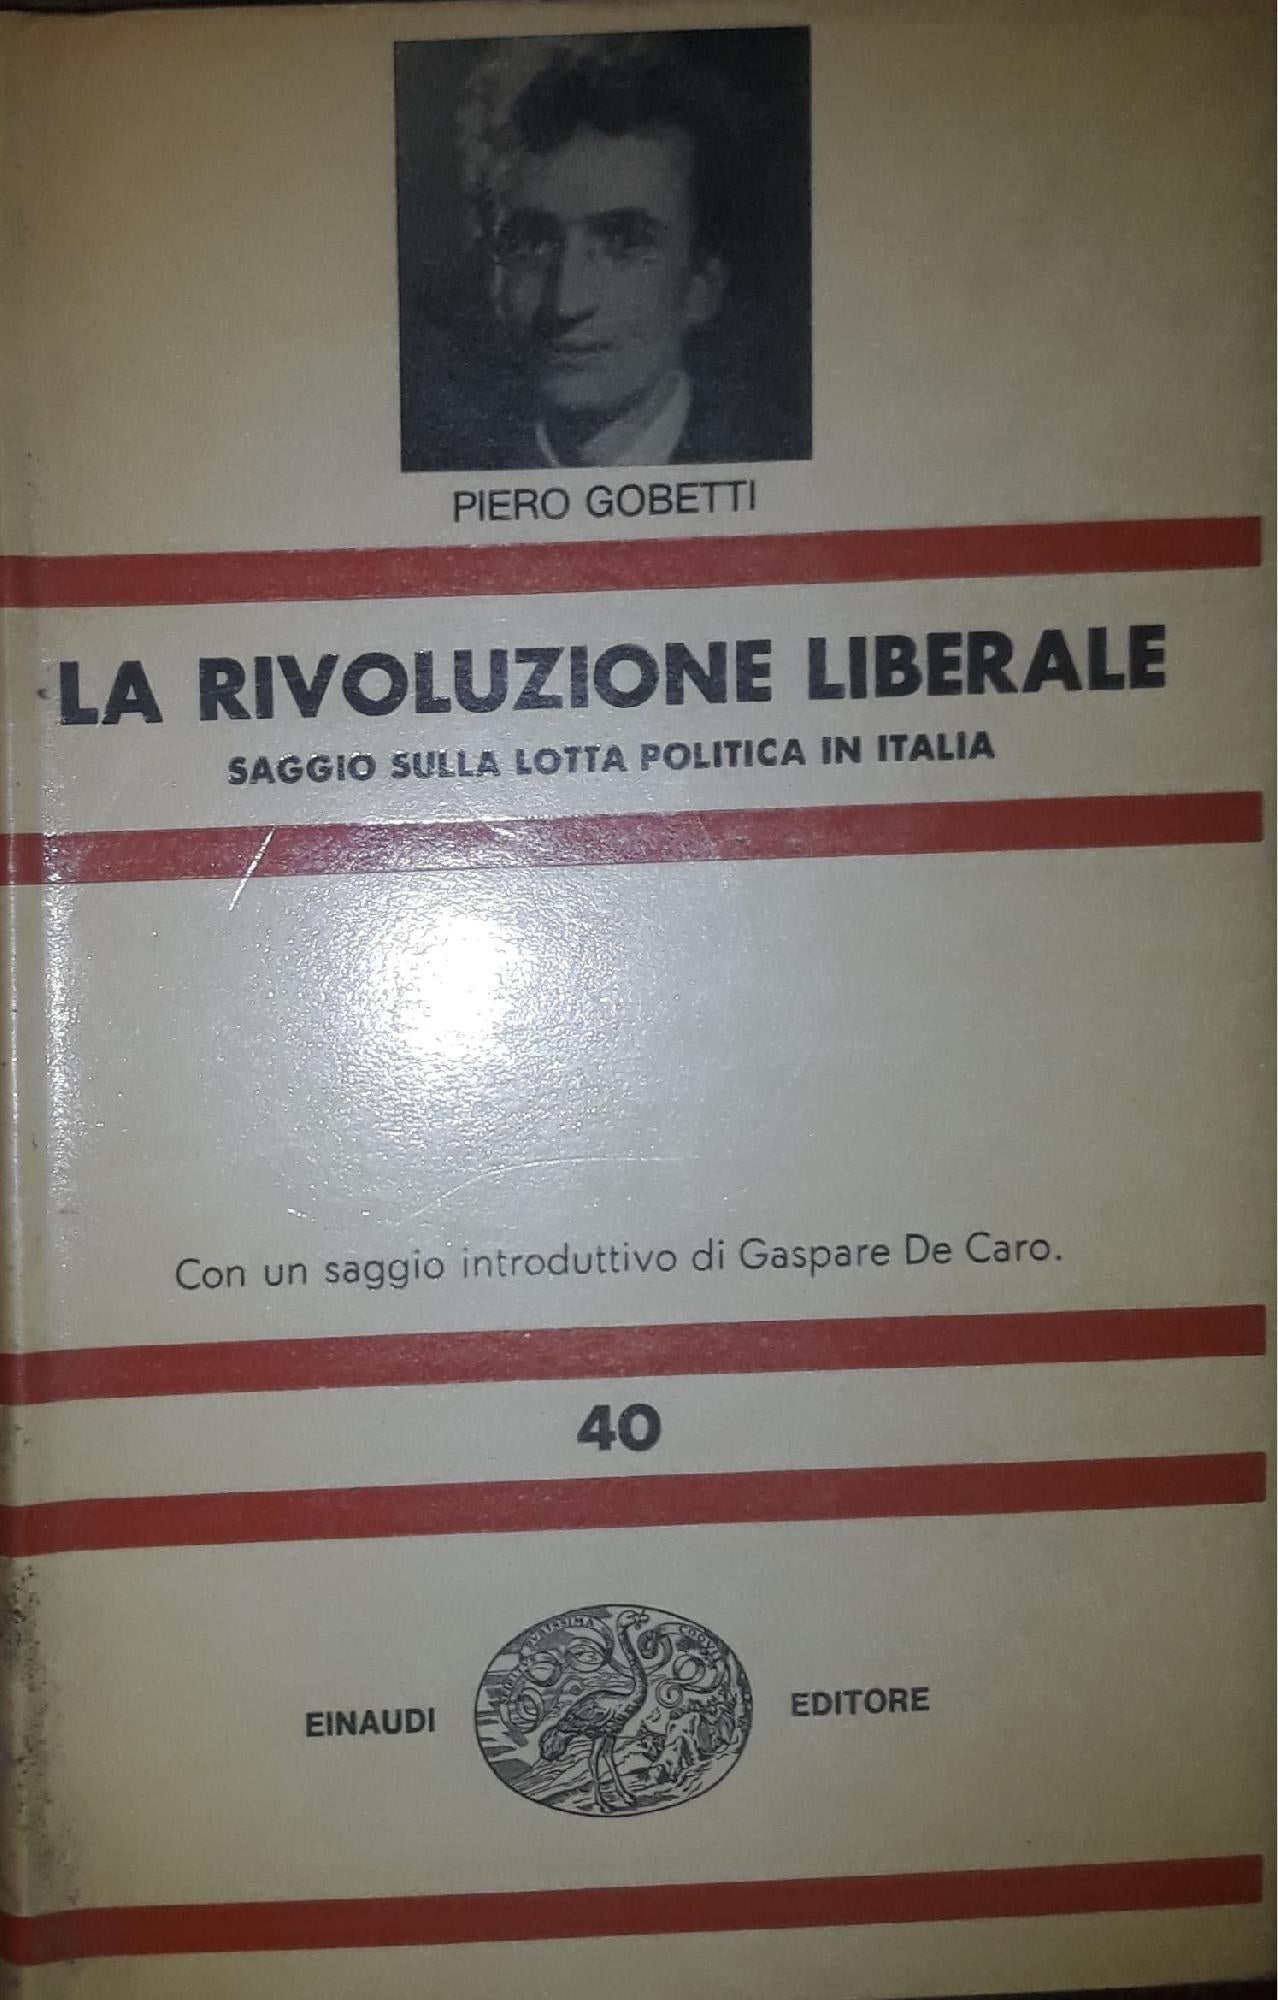 PIERO GOBETTI
LA RIVOLUZIONE LIBERALE
SAGGIO SULLA LOTTA POLITICA IN ITALIA
Con un saggio introduttivo di Gaspare De Caro.
40
EINAUDI
EDITORE